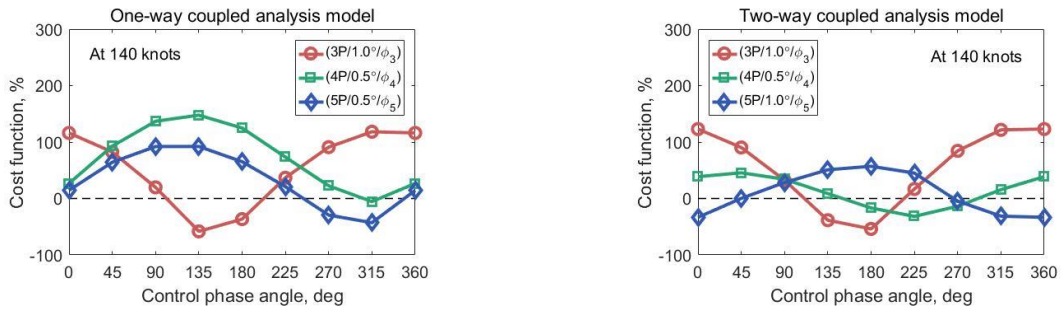 One-way coupled analysis model
300
200
100
0
-100
Cost function, %
At 140 knots
(3P/1.0°/ϕ₃)
(4P/0.5°/ϕ₄)
(5P/0.5°/ϕ₅)
0 45 90 135 180 225 270 315 360
Control phase angle, deg
Two-way coupled analysis model
300
200
100
0
-100
Cost function, %
(3P/1.0°/ϕ₃)
(4P/0.5°/ϕ₄)
(5P/1.0°/ϕ₅)
At 140 knots
0 45 90 135 180 225 270 315 360
Control phase angle, deg